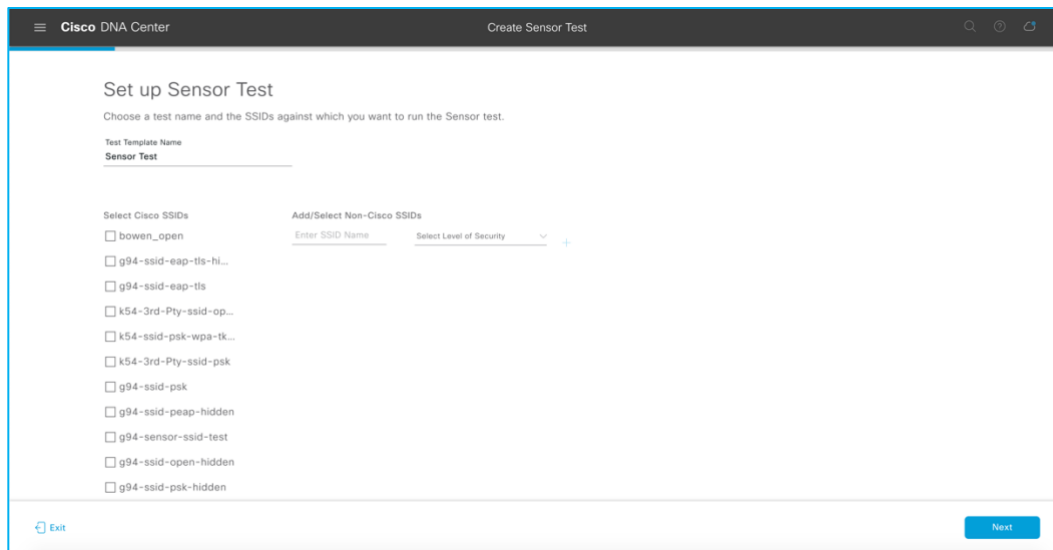 Cisco DNA Center
Create Sensor Test
Set up Sensor Test
Choose a test name and the SSIDs against which you want to run the Sensor test.
Test Template Name
Sensor Test
Select Cisco SSIDs
Add/Select Non-Cisco SSIDs
bowen_open
Enter SSID Name
Select Level of Security
g94-ssid-eap-tls-hi...
g94-ssid-eap-tls
k54-3rd-Pty-ssid-op...
k54-ssid-psk-wpa-tk...
k54-3rd-Pty-ssid-psk
g94-ssid-psk
g94-ssid-peap-hidden
g94-sensor-ssid-test
g94-ssid-open-hidden
g94-ssid-psk-hidden
Exit
Next